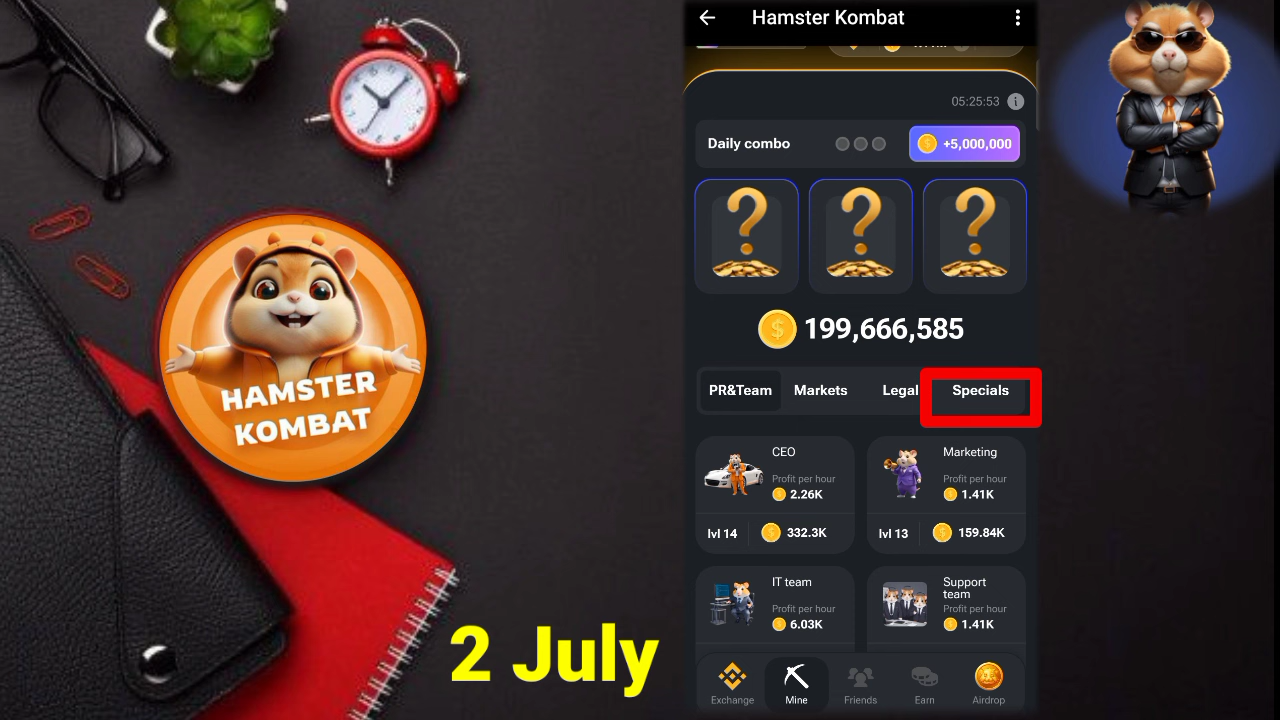 Hamster Kombat
05:25:53
Daily combo
+5,000,000
199,666,585
PR&Team Markets Legal Specials
CEO
Profit per hour
2.26K
lvl 14 332.3K
Marketing
Profit per hour
1.41K
lvl 13 159.84K
IT team
Profit per hour
6.03K
Support
team
Profit per hour
1.41K
Exchange Mine Friends Earn Airdrop
HAMSTER
KOMBAT
2 July